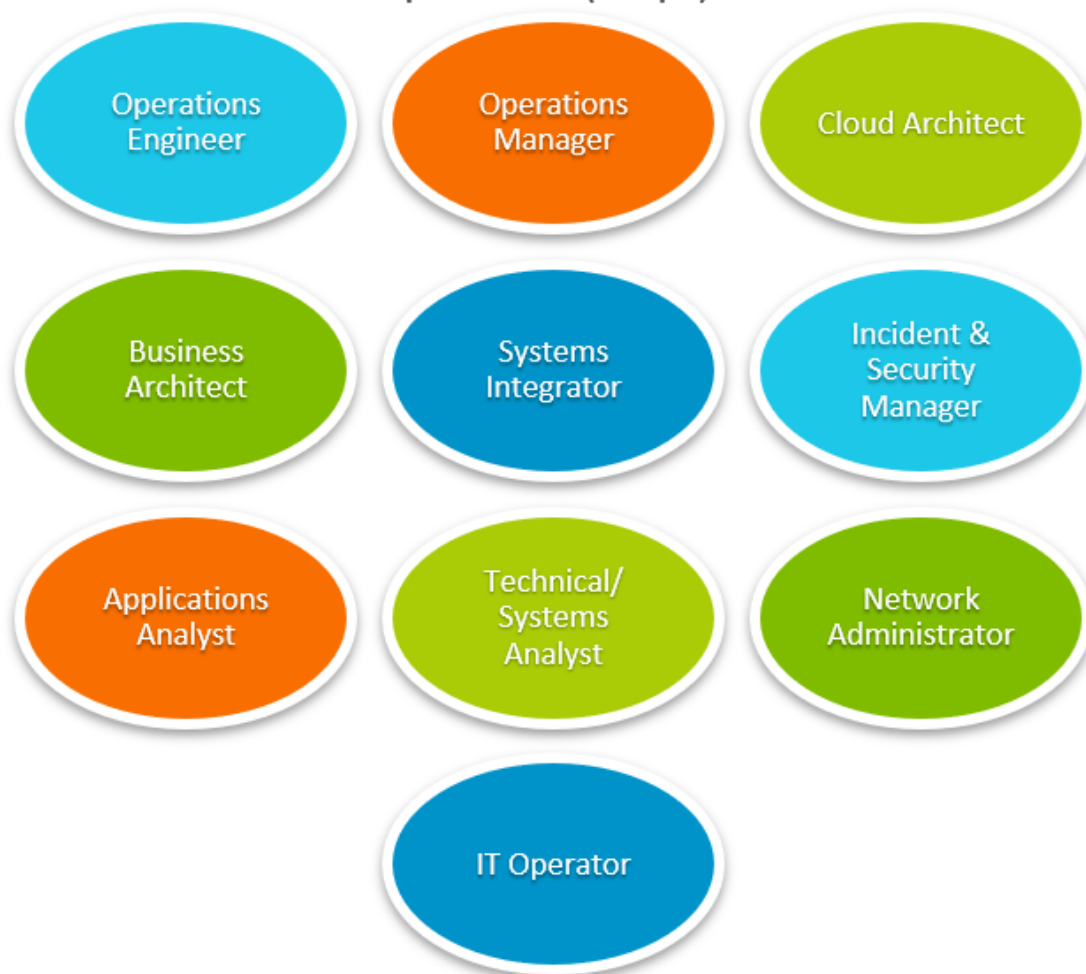 Operations
Engineer
Operations
Manager
Cloud Architect
Business
Architect
Systems
Integrator
Incident &
Security
Manager
Applications
Analyst
Technical/
Systems
Analyst
Network
Administrator
IT Operator